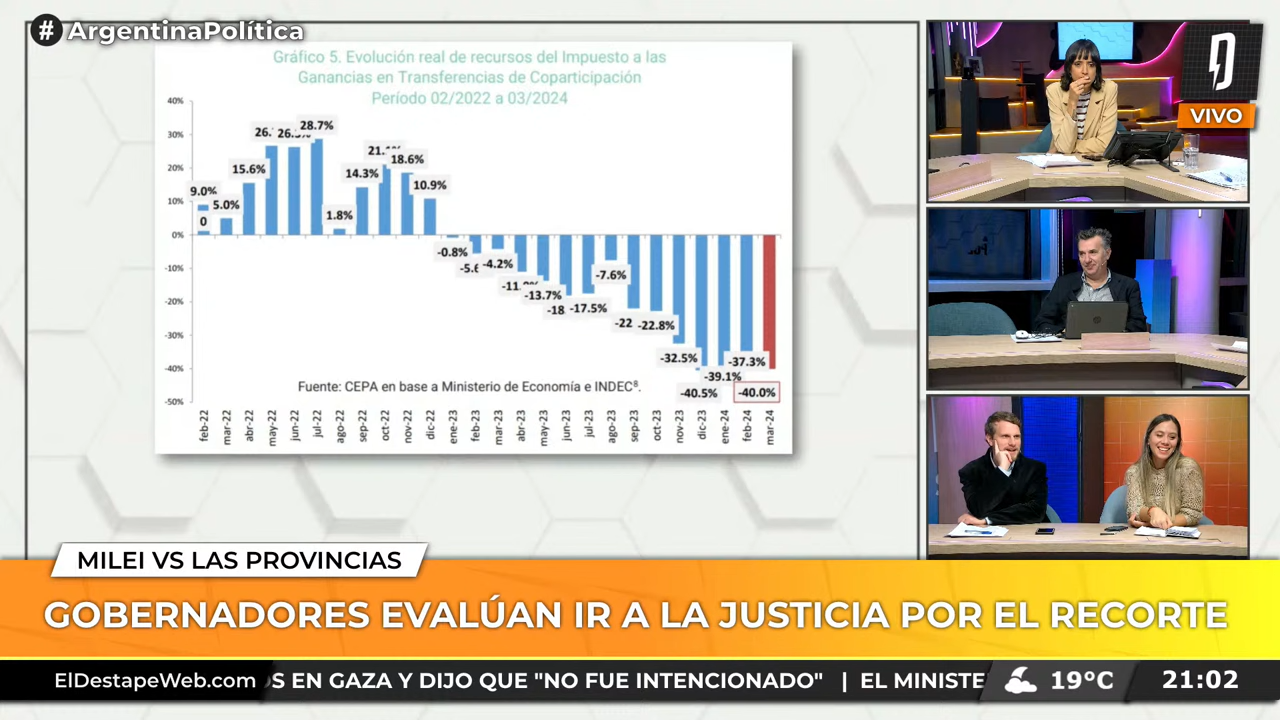 # ArgentinaPolítica
Gráfico 5. Evolución real de recursos del Impuesto a las
Ganancias en Transferencias de Coparticipación
Período 02/2022 a 03/2024
40%
30%
20%
10%
0%
-10%
-20%
-30%
-40%
-50%
9.0%
0
5.0%
15.6%
28.7%
1.8%
14.3%
18.6%
10.9%
-0.8%
-4.2%
-13.7%
-18
-17.5%
-7.6%
-22
-22.8%
-32.5%
-40.5%
-39.1%
-37.3%
-40.0%
Fuente: CEPA en base a Ministerio de Economía e INDEC⁸.
feb-22
mar-22
abr-22
may-22
jun-22
jul-22
ago-22
sep-22
oct-22
nov-22
dic-22
ene-23
feb-23
mar-23
abr-23
may-23
jun-23
jul-23
ago-23
sep-23
oct-23
nov-23
dic-23
ene-24
feb-24
mar-24
VIVO
MILEI VS LAS PROVINCIAS
GOBERNADORES EVALÚAN IR A LA JUSTICIA POR EL RECORTE
ElDestapeWeb.com
S EN GAZA Y DIJO QUE "NO FUE INTENCIONADO" | EL MINISTE
19°C
21:02